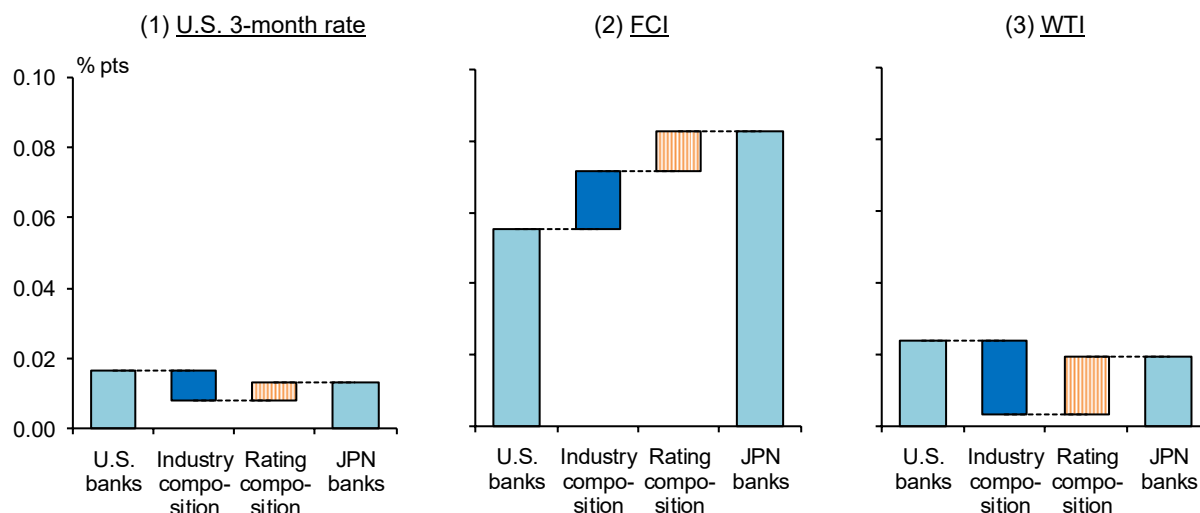 (1) U.S. 3-month rate
(2) FCI
(3) WTI
% pts
0.10
0.08
0.06
0.04
0.02
0.00
U.S. banks
Industry compo-sition
Rating compo-sition
JPN banks
U.S. banks
Industry compo-sition
Rating compo-sition
JPN banks
U.S. banks
Industry compo-sition
Rating compo-sition
JPN banks